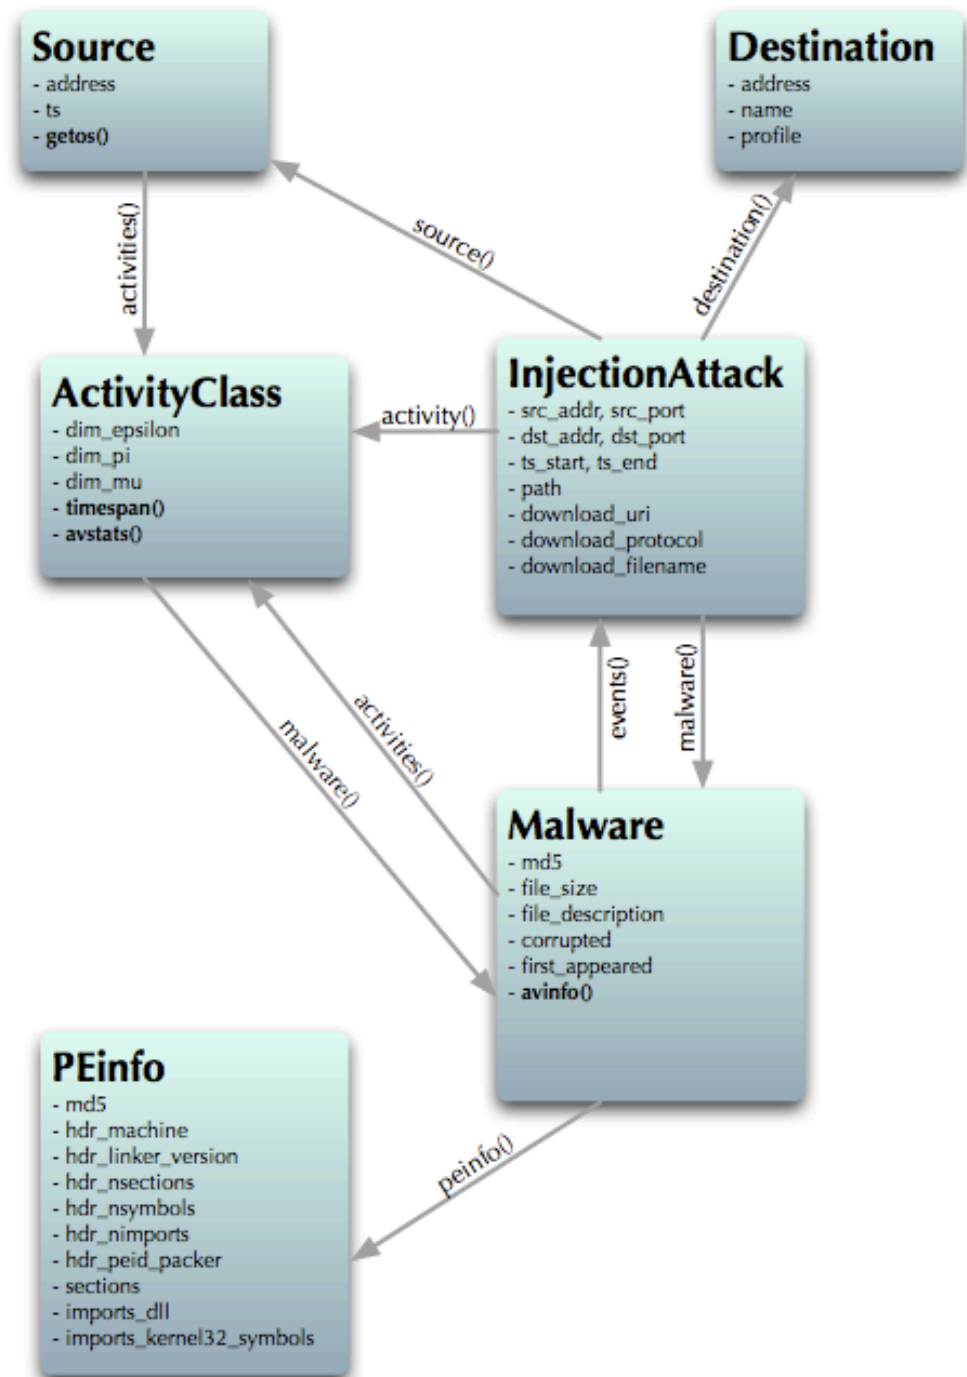 Source
- address
- ts
- getos()
Destination
- address
- name
- profile
activities()
source()
destination()
ActivityClass
- dim_epsilon
- dim_pi
- dim_mu
- timespan()
- avstats()
activity()
InjectionAttack
- src_addr, src_port
- dst_addr, dst_port
- ts_start, ts_end
- path
- download_uri
- download_protocol
- download_filename
malware()
activities()
events()
malware()
Malware
- md5
- file_size
- file_description
- corrupted
- first_appeared
- avinfo()
peinfo()
PEinfo
- md5
- hdr_machine
- hdr_linker_version
- hdr_nsections
- hdr_nsymbols
- hdr_nimports
- hdr_peid_packer
- sections
- imports_dll
- imports_kernel32_symbols